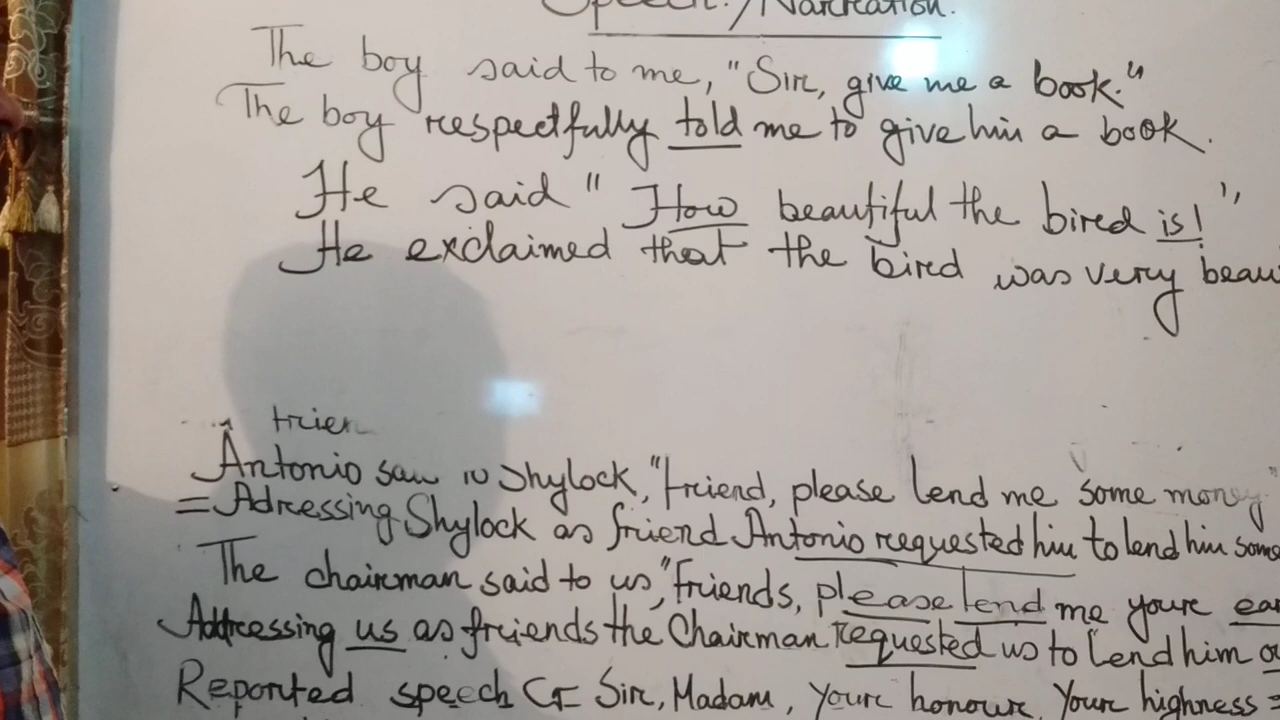 Speech / Narration.
The boy said to me, "Sir, give me a book."
The boy respectfully told me to give him a book.
He said "How beautiful the bird is!"
He exclaimed that the bird was very beau
frien
Antonio said to Shylock, "friend, please lend me some money"
= Adressing Shylock as friend Antonio requested him to lend him some
The chairman said to us, "Friends, please lend me your ea
Addressing us as friends the Chairman requested us to lend him o
Reported speech Sir, Madam, Your honour, Your highness =